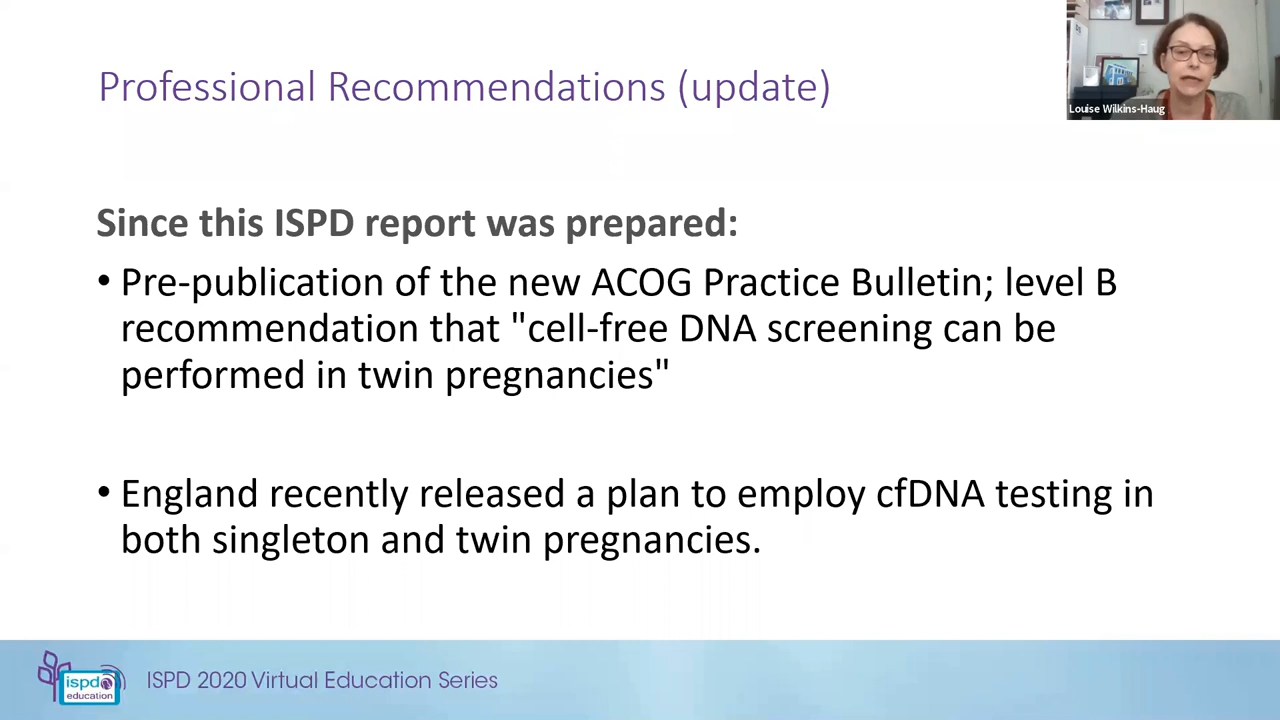 Professional Recommendations (update)
Louise Wilkins-Haug
Since this ISPD report was prepared:
• Pre-publication of the new ACOG Practice Bulletin; level B
recommendation that "cell-free DNA screening can be
performed in twin pregnancies"
• England recently released a plan to employ cfDNA testing in
both singleton and twin pregnancies.
ispd
education
ISPD 2020 Virtual Education Series